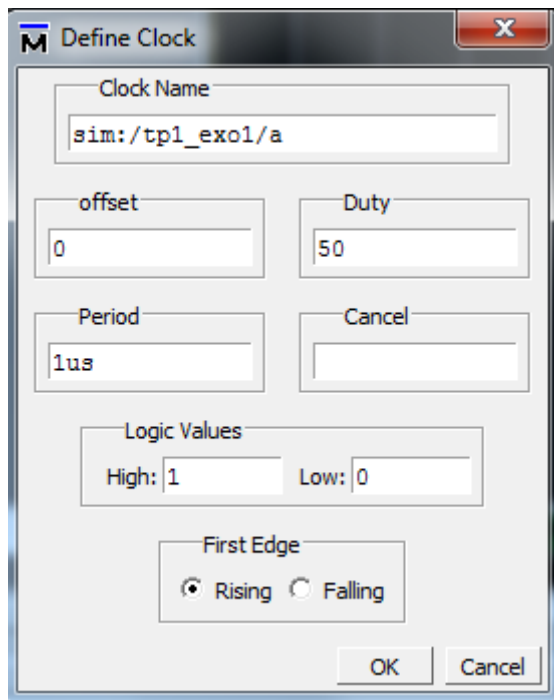 Define Clock
Clock Name
sim:/tp1_exo1/a
offset
Duty
0
50
Period
Cancel
1us
Logic Values
High: 1 Low: 0
First Edge
Rising Falling
OK Cancel